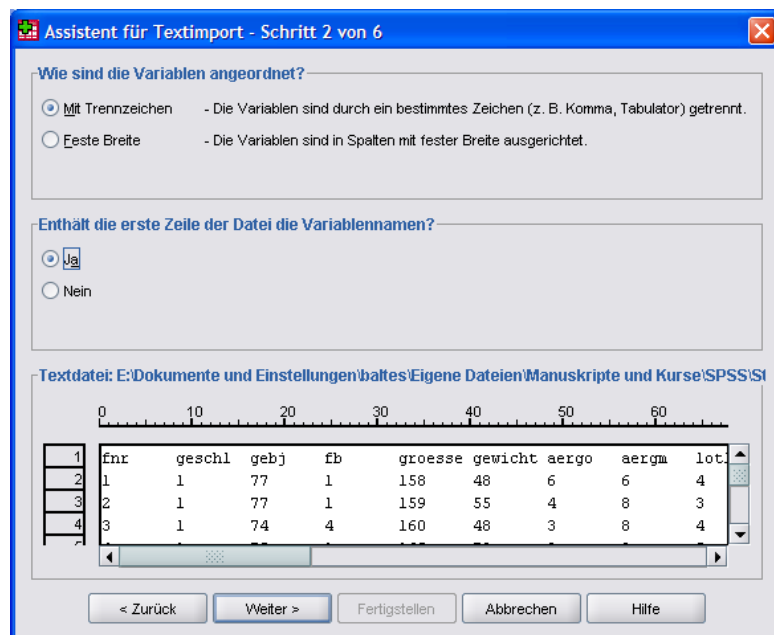 Assistent für Textimport - Schritt 2 von 6
Wie sind die Variablen angeordnet?
Mit Trennzeichen - Die Variablen sind durch ein bestimmtes Zeichen (z. B. Komma, Tabulator) getrennt.
Feste Breite - Die Variablen sind in Spalten mit fester Breite ausgerichtet.
Enthält die erste Zeile der Datei die Variablennamen?
Ja
Nein
Textdatei: E:\Dokumente und Einstellungen\baltes\Eigene Dateien\Manuskripte und Kurse\SPSS\St
0 10 20 30 40 50 60
1 fnr geschl gebj fb groesse gewicht aergo aergm lot
2 1 1 77 1 158 48 6 6 4
3 2 1 77 1 159 55 4 8 3
4 3 1 74 4 160 48 3 8 4
< Zurück Weiter > Fertigstellen Abbrechen Hilfe